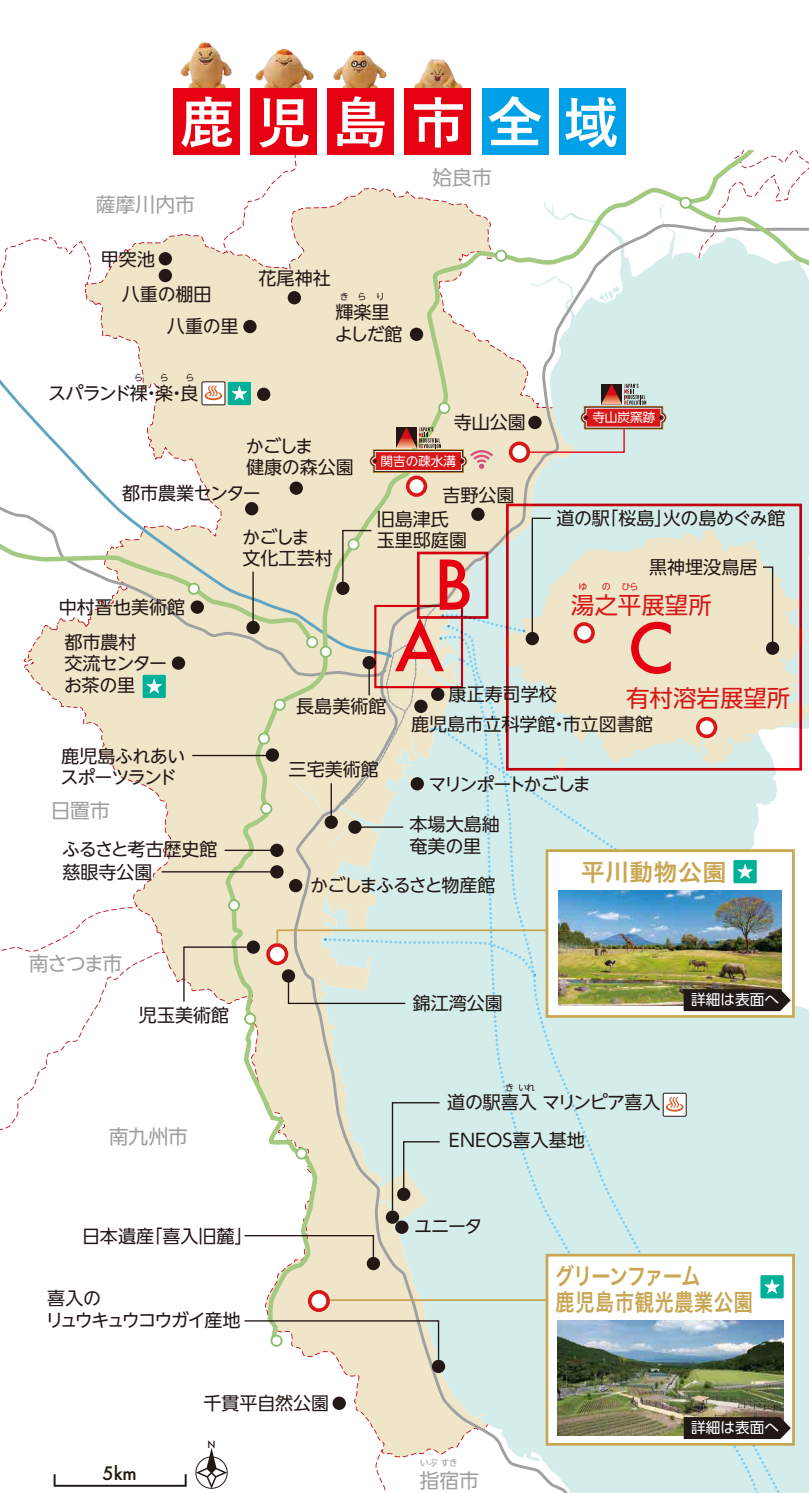 鹿児島市全域
姶良市
薩摩川内市
甲突池
八重の棚田
花尾神社
きらり
輝楽里
よしだ館
八重の里
ららら
スパランド裸・楽・良
JAPAN'S
MEIJI
INDUSTRIAL
REVOLUTION
寺山炭窯跡
寺山公園
JAPAN'S
MEIJI
INDUSTRIAL
REVOLUTION
関吉の疎水溝
かごしま
健康の森公園
都市農業センター
吉野公園
旧島津氏
玉里邸庭園
かごしま
文化工芸村
道の駅「桜島」火の島めぐみ館
黒神埋没鳥居
B
ゆのひら
湯之平展望所
中村晋也美術館
A
C
都市農村
交流センター
お茶の里
有村溶岩展望所
長島美術館
康正寿司学校
鹿児島市立科学館・市立図書館
鹿児島ふれあい
スポーツランド
三宅美術館
マリンポートかごしま
日置市
本場大島紬
奄美の里
ふるさと考古歴史館
慈眼寺公園
かごしまふるさと物産館
平川動物公園
詳細は表面へ
南さつま市
児玉美術館
錦江湾公園
きいれ
道の駅喜入 マリンピア喜入
南九州市
ENEOS喜入基地
ユニータ
日本遺産「喜入旧麓」
グリーンファーム
鹿児島市観光農業公園
詳細は表面へ
喜入の
リュウキュウコウガイ産地
千貫平自然公園
N
5km
いぶすき
指宿市